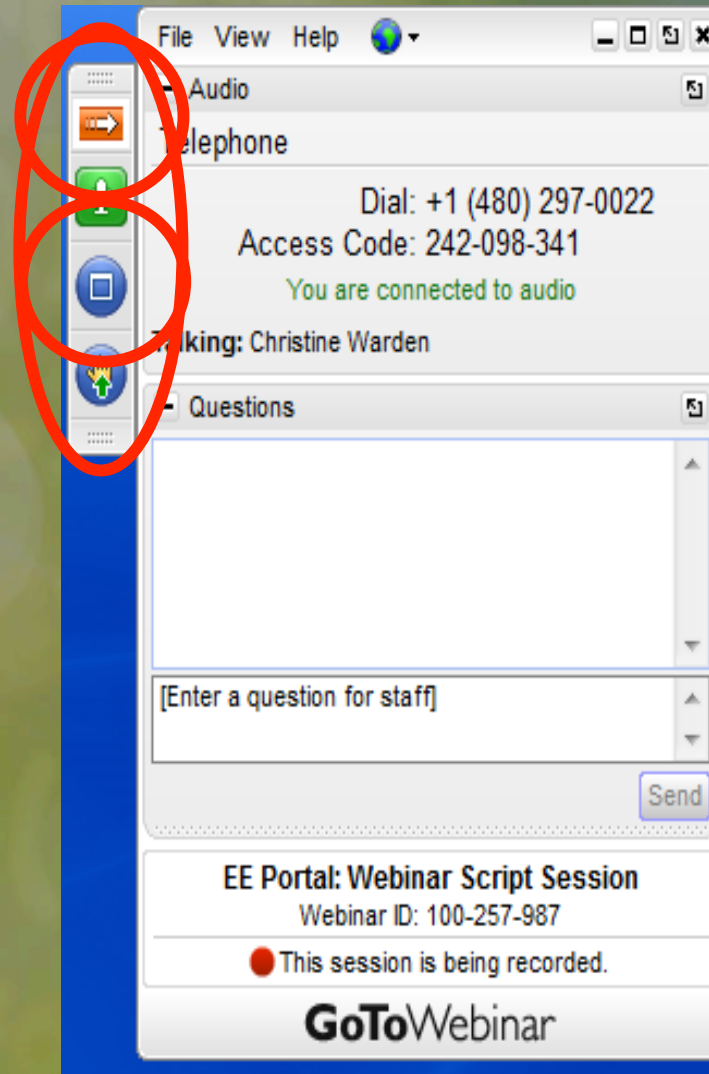 File View Help
Audio
Telephone
Dial: +1 (480) 297-0022
Access Code: 242-098-341
You are connected to audio
Talking: Christine Warden
Questions
[Enter a question for staff]
Send
EE Portal: Webinar Script Session
Webinar ID: 100-257-987
This session is being recorded.
GoToWebinar